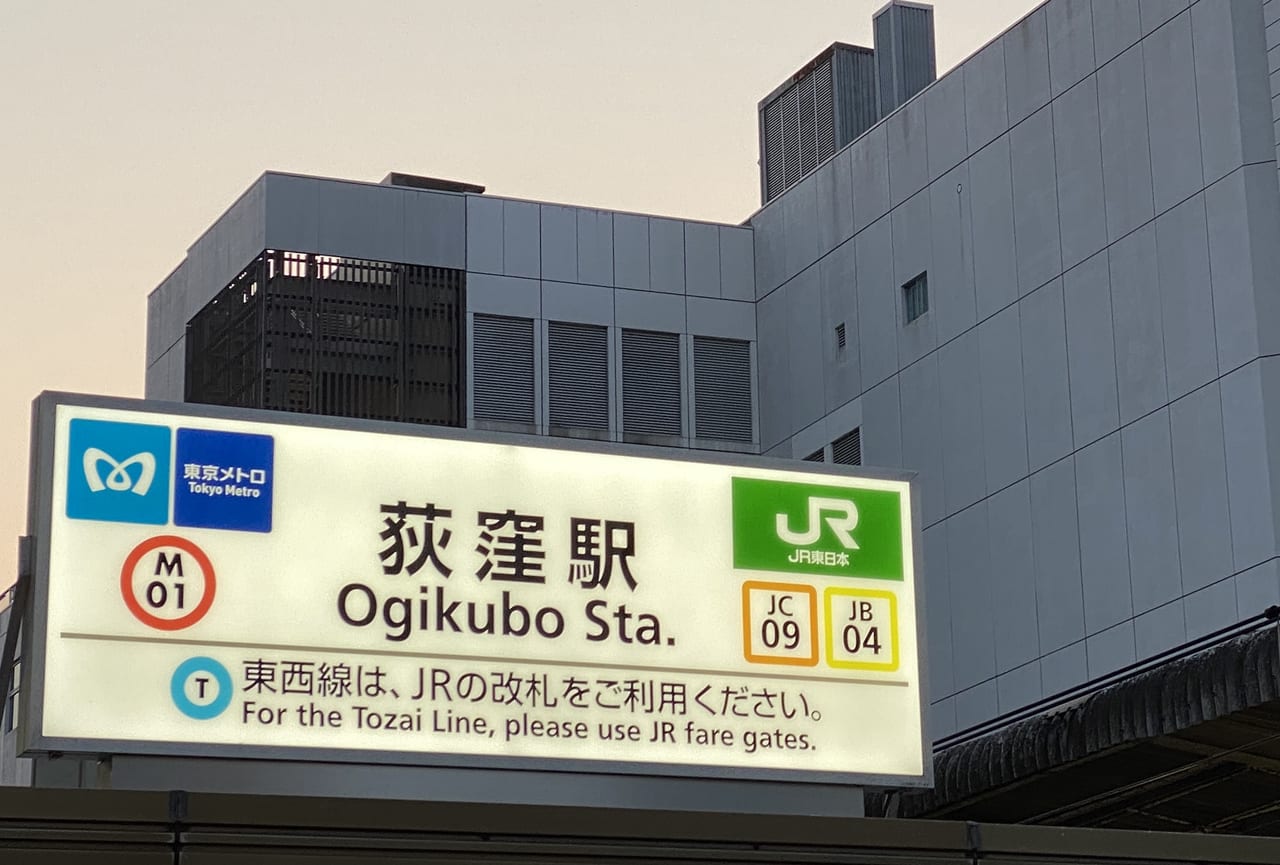 東京メトロ
Tokyo Metro
M
01
荻窪駅
Ogikubo Sta.
JR
JR東日本
JC
09
JB
04
T
東西線は、JRの改札をご利用ください。
For the Tozai Line, please use JR fare gates.